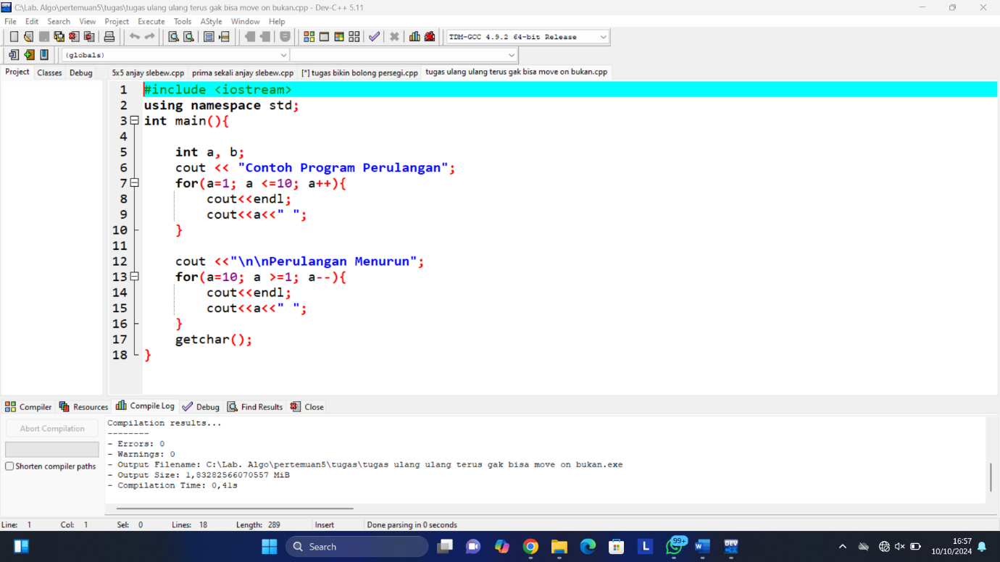 C:\Lab. Algo\pertemuan5\tugas\tugas ulang ulang terus gak bisa move on bukan.cpp - Dev-C++ 5.11
File Edit Search View Project Execute Tools AStyle Window Help
TDM-GCC 4.9.2 64-bit Release
(globals)
Project Classes Debug
5x5 anjay slebew.cpp prima sekali anjay slebew.cpp [*] tugas bikin bolong persegi.cpp tugas ulang ulang terus gak bisa move on bukan.cpp
1 #include <iostream>
2 using namespace std;
3 int main(){
4
5 int a, b;
6 cout << "Contoh Program Perulangan";
7 for(a=1; a <=10; a++){
8 cout<<endl;
9 cout<<a<<" ";
10 }
11
12 cout <<"\n\nPerulangan Menurun";
13 for(a=10; a >=1; a--){
14 cout<<endl;
15 cout<<a<<" ";
16 }
17 getchar();
18 }
Compiler Resources Compile Log Debug Find Results Close
Abort Compilation
Shorten compiler paths
Compilation results...
--------
- Errors: 0
- Warnings: 0
- Output Filename: C:\Lab. Algo\pertemuan5\tugas\tugas ulang ulang terus gak bisa move on bukan.exe
- Output Size: 1,83282566070557 MiB
- Compilation Time: 0,41s
Line: 1 Col: 1 Sel: 0 Lines: 18 Length: 289 Insert Done parsing in 0 seconds
Search
L
99+
W
DEV
16:57
10/10/2024